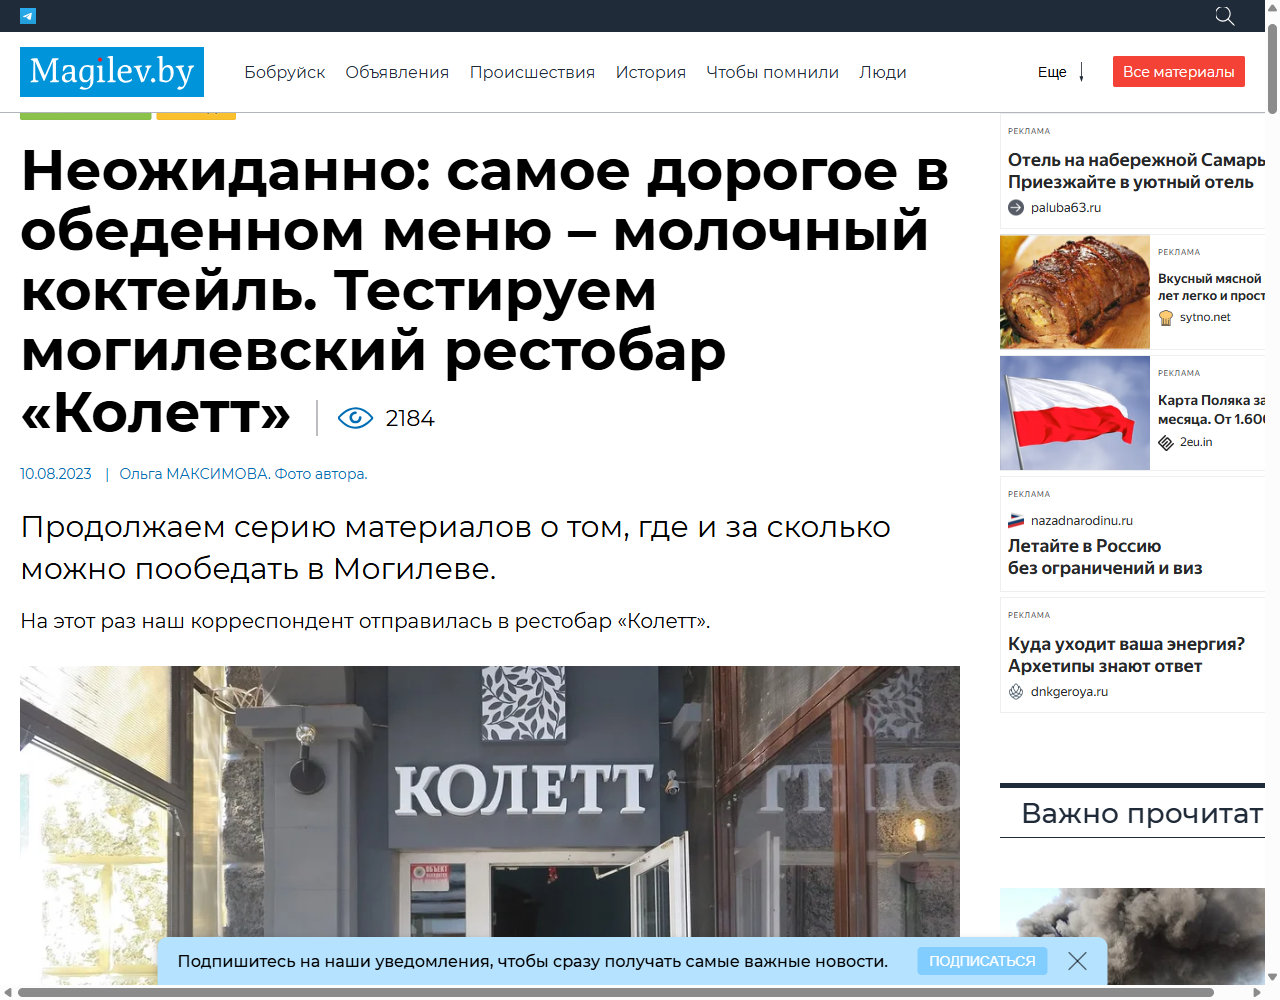 Magilev.by
Бобруйск
Объявления
Происшествия
История
Чтобы помнили
Люди
Еще
Все материалы
Неожиданно: самое дорогое в
обеденном меню – молочный
коктейль. Тестируем
могилевский рестобар
«Колетт»
2184
10.08.2023 | Ольга МАКСИМОВА. Фото автора.
Продолжаем серию материалов о том, где и за сколько
можно пообедать в Могилеве.
На этот раз наш корреспондент отправилась в рестобар «Колетт».
КОЛЕТТ
ОБЪЕКТ
Подпишитесь на наши уведомления, чтобы сразу получать самые важные новости.
ПОДПИСАТЬСЯ
РЕКЛАМА
Отель на набережной Самары
Приезжайте в уютный отель
paluba63.ru
РЕКЛАМА
Вкусный мясной
лет легко и прост
sytno.net
РЕКЛАМА
Карта Поляка за
месяца. От 1.600
2eu.in
РЕКЛАМА
nazadnarodinu.ru
Летайте в Россию
без ограничений и виз
РЕКЛАМА
Куда уходит ваша энергия?
Архетипы знают ответ
dnkgeroya.ru
Важно прочитат